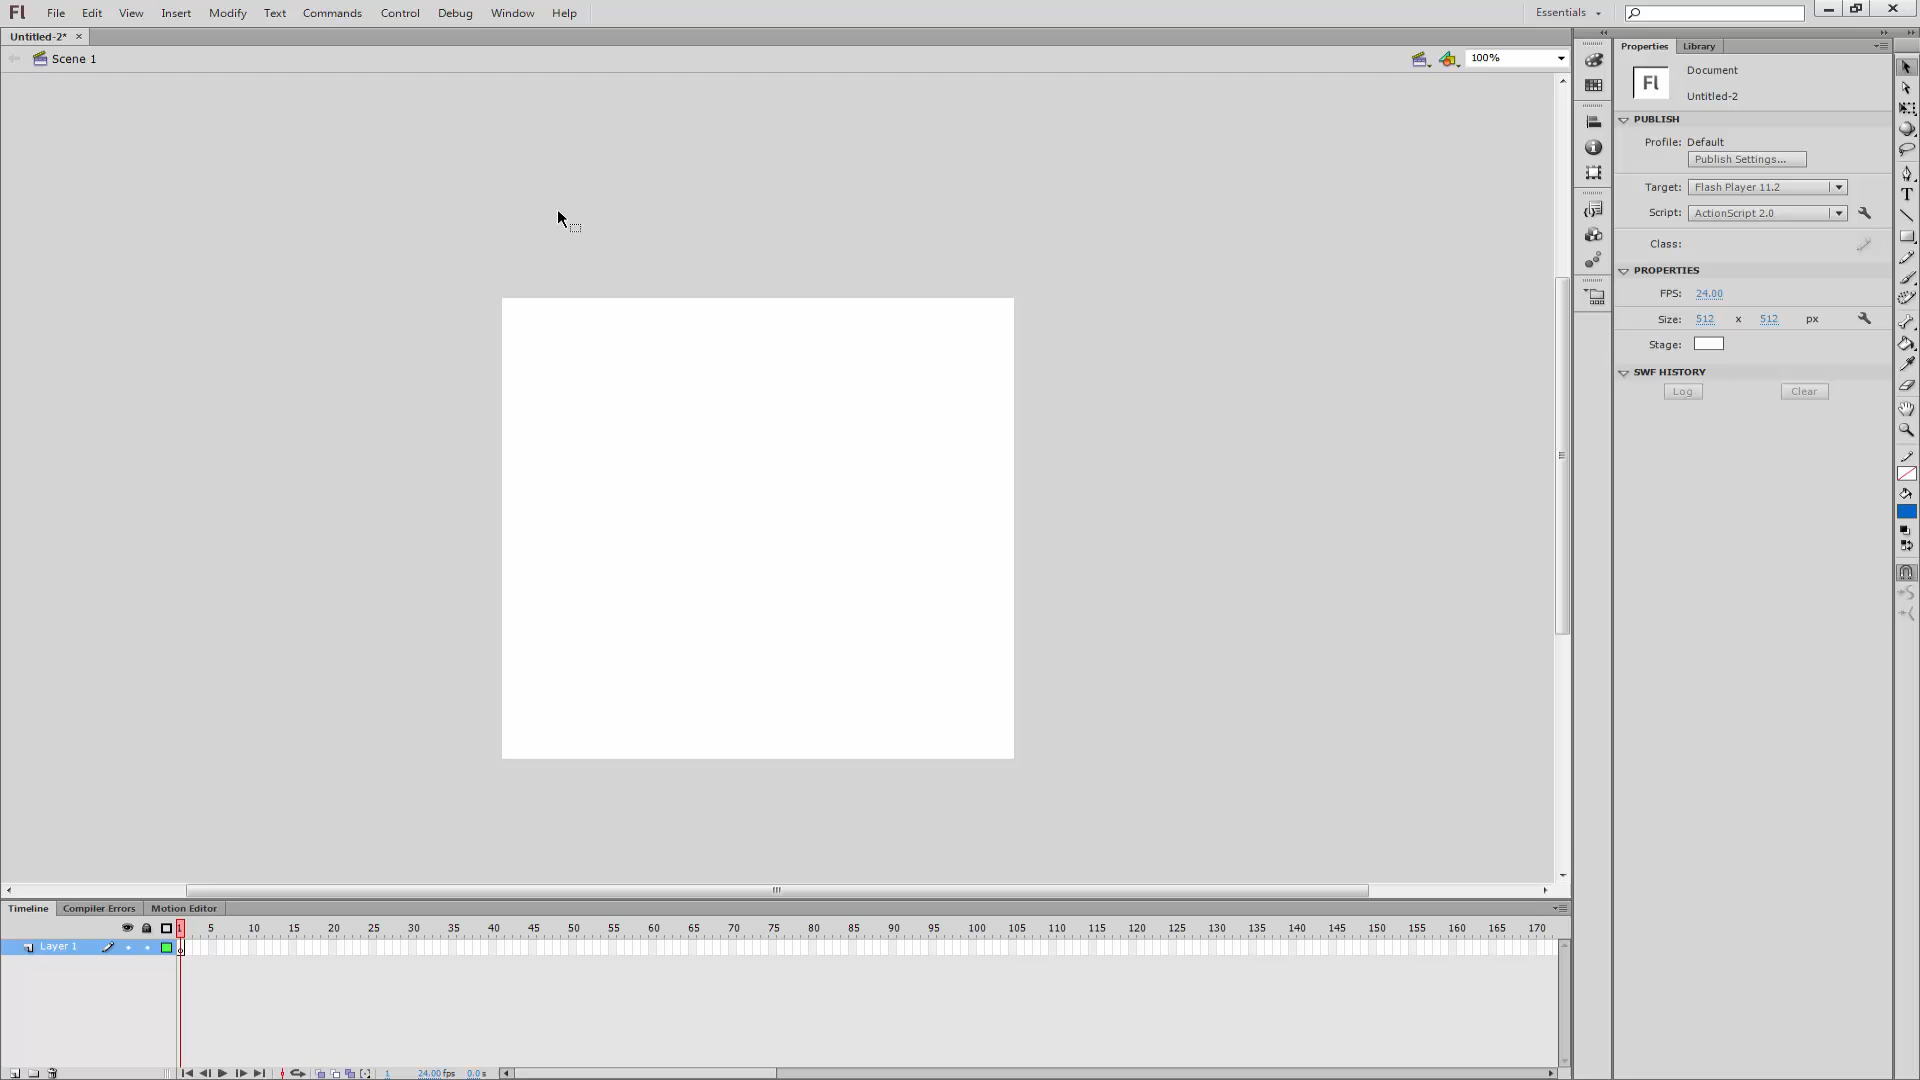 Fl File Edit View Insert Modify Text Commands Control Debug Window Help Essentials
Untitled-2* ×
Scene 1 100%
Properties Library
Fl Document
Untitled-2
PUBLISH
Profile: Default
Publish Settings...
Target: Flash Player 11.2
Script: ActionScript 2.0
Class:
PROPERTIES
FPS: 24.00
Size: 512 x 512 px
Stage:
SWF HISTORY
Log Clear
T
Timeline Compiler Errors Motion Editor
1 5 10 15 20 25 30 35 40 45 50 55 60 65 70 75 80 85 90 95 100 105 110 115 120 125 130 135 140 145 150 155 160 165 170
Layer 1
1 24.00 fps 0.0 s